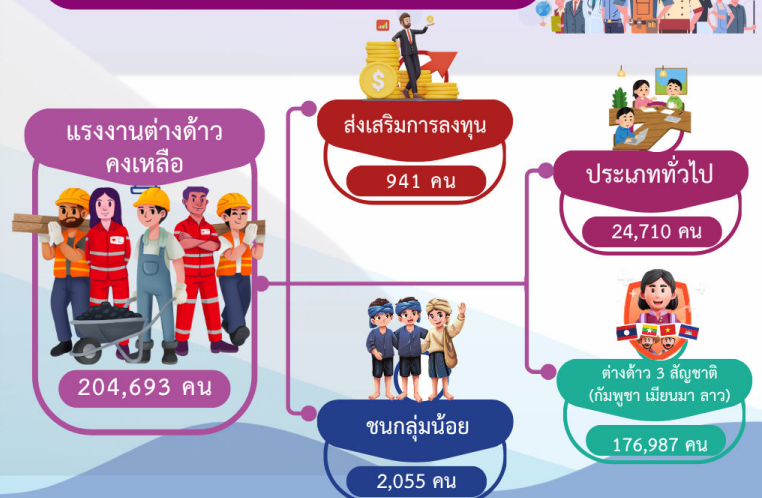 แรงงานต่างด้าว
คงเหลือ
204,693 คน
ส่งเสริมการลงทุน
941 คน
ประเภททั่วไป
24,710 คน
ชนกลุ่มน้อย
2,055 คน
ต่างด้าว 3 สัญชาติ
(กัมพูชา เมียนมา ลาว)
176,987 คน